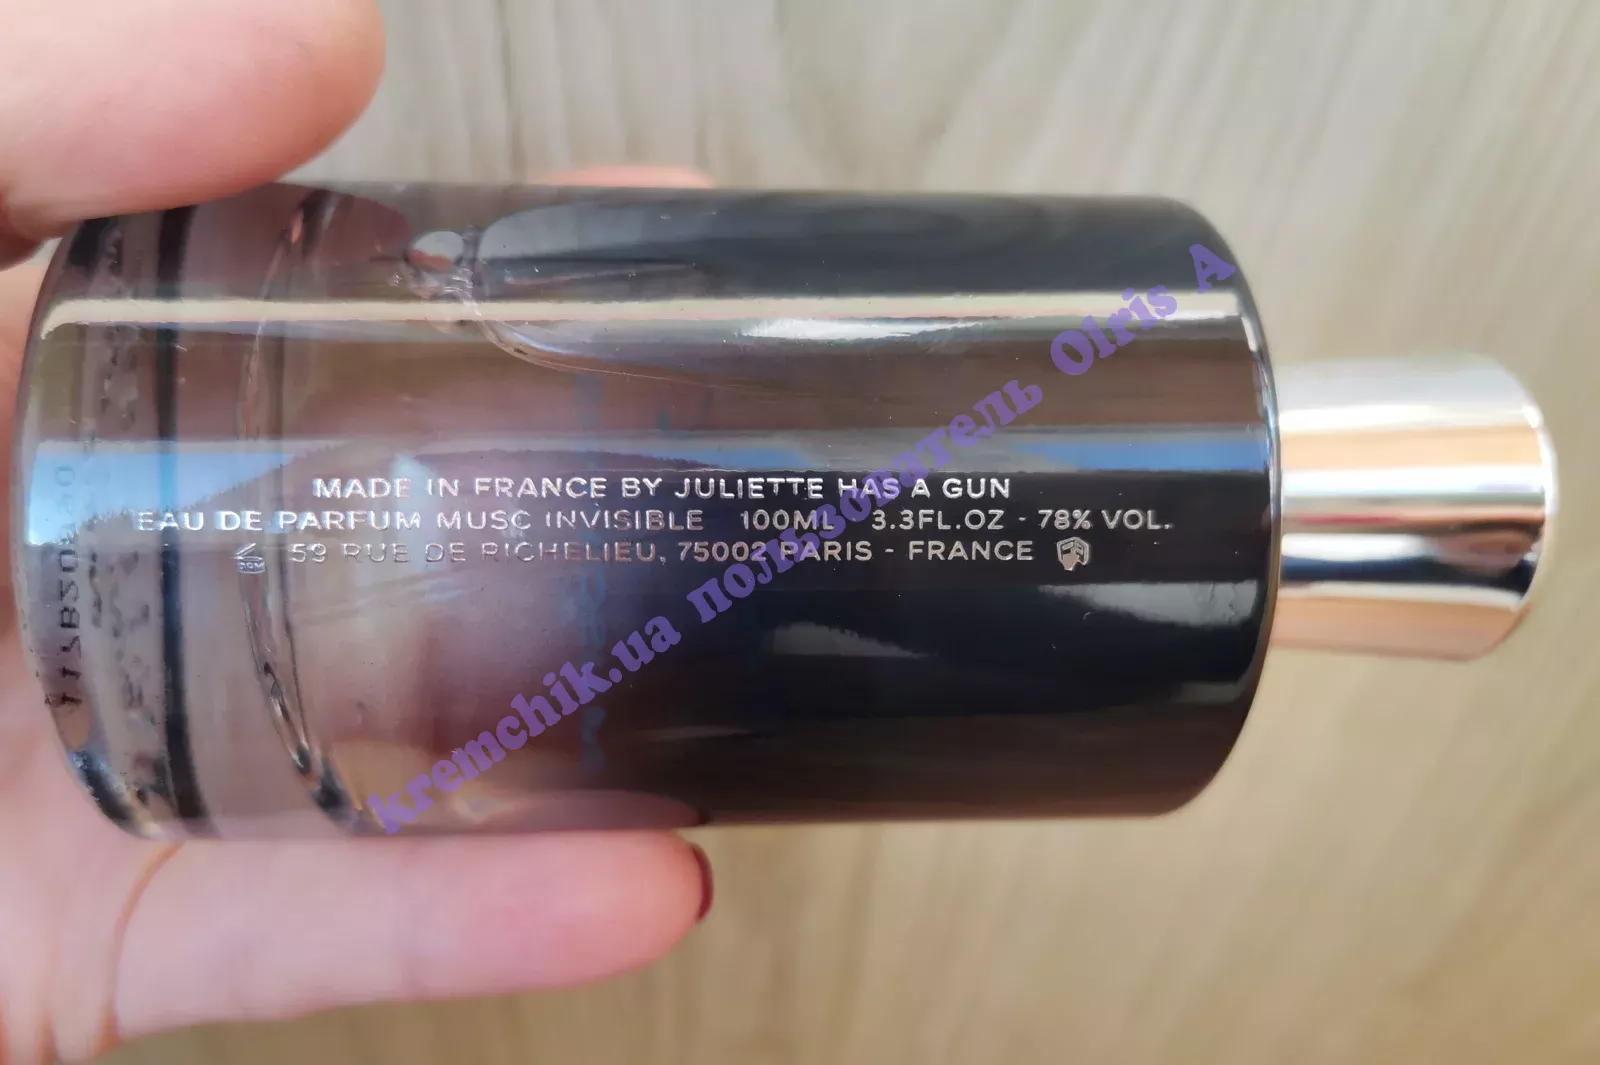 MADE IN FRANCE BY JULIETTE HAS A GUN
EAU DE PARFUM MUSC INVISIBLE 100ML 3.3FL.OZ - 78% VOL.
59 RUE DE RICHELIEU, 75002 PARIS - FRANCE
kremchik.ua пользователь Olris A